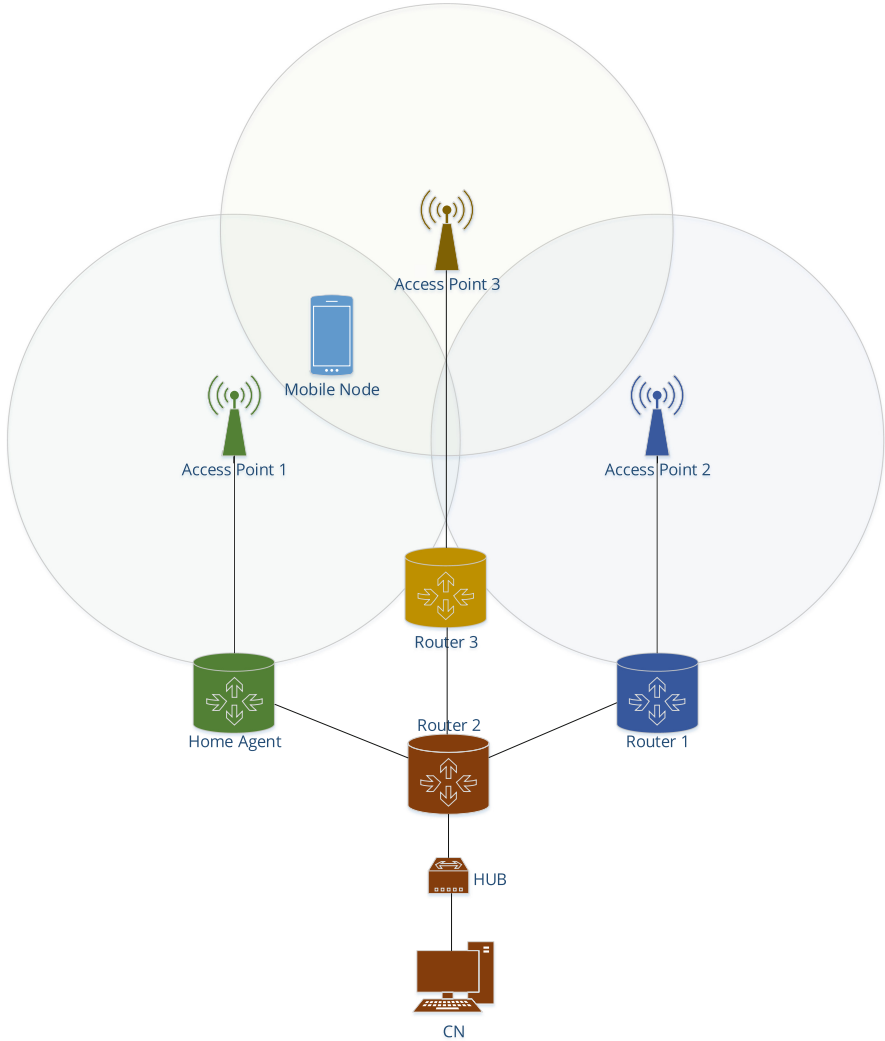 Access Point 3
Mobile Node
Access Point 1
Access Point 2
Router 3
Router 2
Home Agent
Router 1
HUB
CN